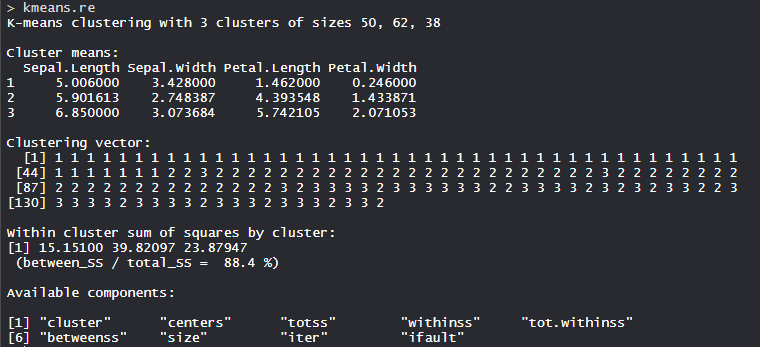 > kmeans.re
K-means clustering with 3 clusters of sizes 50, 62, 38
Cluster means:
Sepal.Length Sepal.Width Petal.Length Petal.Width
1 5.006000 3.428000 1.462000 0.246000
2 5.901613 2.748387 4.393548 1.433871
3 6.850000 3.073684 5.742105 2.071053
Clustering vector:
[1] 1 1 1 1 1 1 1 1 1 1 1 1 1 1 1 1 1 1 1 1 1 1 1 1 1 1 1 1 1 1 1 1 1 1 1 1 1 1 1 1 1 1 1
[44] 1 1 1 1 1 1 1 2 2 3 2 2 2 2 2 2 2 2 2 2 2 2 2 2 2 2 2 2 2 2 2 2 2 2 3 2 2 2 2 2 2 2 2
[87] 2 2 2 2 2 2 2 2 2 2 2 2 2 2 3 2 3 3 3 3 2 3 3 3 3 3 3 2 2 3 3 3 3 2 3 2 3 2 3 3 2 2 3
[130] 3 3 3 3 2 3 3 3 3 2 3 3 3 2 3 3 3 2 3 3 2
Within cluster sum of squares by cluster:
[1] 15.15100 39.82097 23.87947
(between_SS / total_SS = 88.4 %)
Available components:
[1] "cluster" "centers" "totss" "withinss" "tot.withinss"
[6] "betweenss" "size" "iter" "ifault"